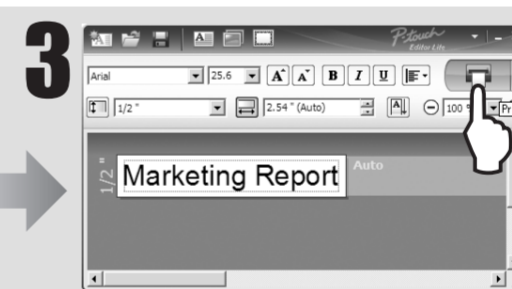 3
P-touch
Editor Lite
Arial 25.6 A A B I U
1/2 " 2.54 " (Auto) A 100 % Pr
1/2 "
Marketing Report
Auto